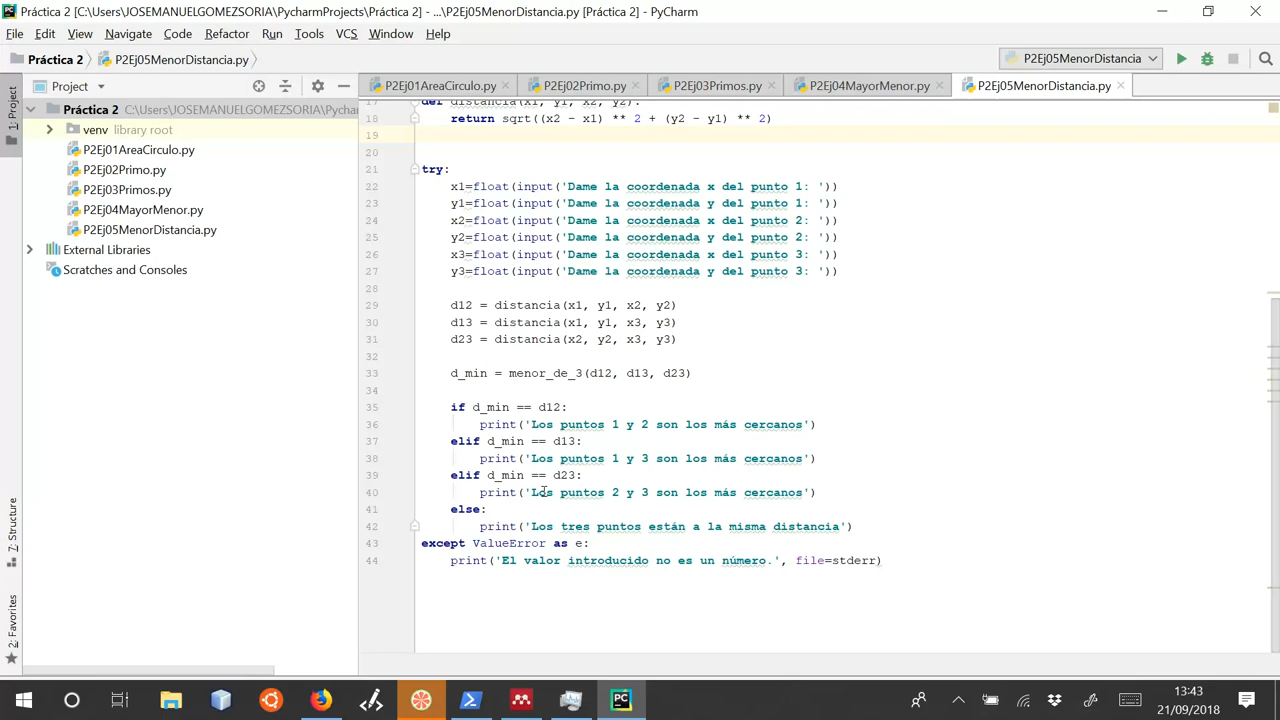 Práctica 2 [C:\Users\JOSEMANUELGOMEZSORIA\PycharmProjects\Práctica 2] - ...\P2Ej05MenorDistancia.py [Práctica 2] - PyCharm
File Edit View Navigate Code Refactor Run Tools VCS Window Help
Práctica 2 P2Ej05MenorDistancia.py P2Ej05MenorDistancia
Project P2Ej01AreaCirculo.py P2Ej02Primo.py P2Ej03Primos.py P2Ej04MayorMenor.py P2Ej05MenorDistancia.py
1: Project
Práctica 2 C:\Users\JOSEMANUELGOMEZSORIA\Pychar
venv library root
P2Ej01AreaCirculo.py
P2Ej02Primo.py
P2Ej03Primos.py
P2Ej04MayorMenor.py
P2Ej05MenorDistancia.py
External Libraries
Scratches and Consoles
7: Structure
2: Favorites
17 def distancia(x1, y1, x2, y2):
18 return sqrt((x2 - x1) ** 2 + (y2 - y1) ** 2)
19
20
21 try:
22 x1=float(input('Dame la coordenada x del punto 1: '))
23 y1=float(input('Dame la coordenada y del punto 1: '))
24 x2=float(input('Dame la coordenada x del punto 2: '))
25 y2=float(input('Dame la coordenada y del punto 2: '))
26 x3=float(input('Dame la coordenada x del punto 3: '))
27 y3=float(input('Dame la coordenada y del punto 3: '))
28
29 d12 = distancia(x1, y1, x2, y2)
30 d13 = distancia(x1, y1, x3, y3)
31 d23 = distancia(x2, y2, x3, y3)
32
33 d_min = menor_de_3(d12, d13, d23)
34
35 if d_min == d12:
36 print('Los puntos 1 y 2 son los más cercanos')
37 elif d_min == d13:
38 print('Los puntos 1 y 3 son los más cercanos')
39 elif d_min == d23:
40 print('Los puntos 2 y 3 son los más cercanos')
41 else:
42 print('Los tres puntos están a la misma distancia')
43 except ValueError as e:
44 print('El valor introducido no es un número.', file=stderr)
13:43
21/09/2018